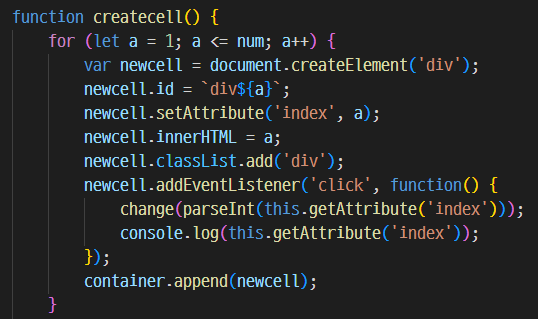 function createcell() {
    for (let a = 1; a <= num; a++) {
        var newcell = document.createElement('div');
        newcell.id = `div${a}`;
        newcell.setAttribute('index', a);
        newcell.innerHTML = a;
        newcell.classList.add('div');
        newcell.addEventListener('click', function() {
            change(parseInt(this.getAttribute('index')));
            console.log(this.getAttribute('index'));
        });
        container.append(newcell);
    }